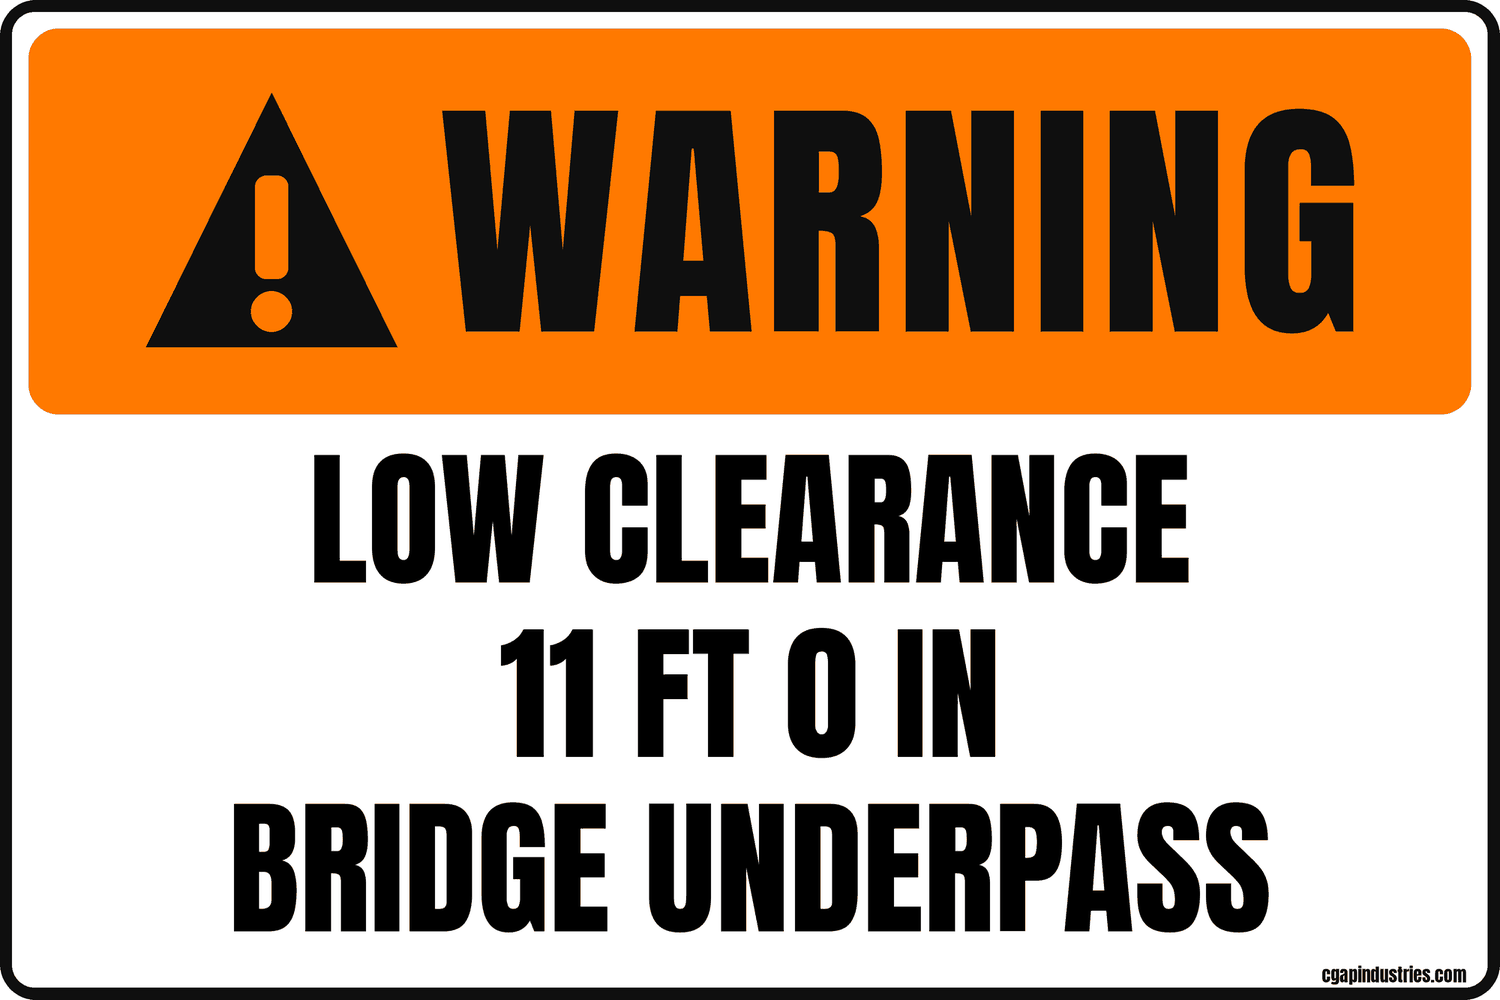 WARNING
LOW CLEARANCE
11 FT 0 IN
BRIDGE UNDERPASS
cgapindustries.com